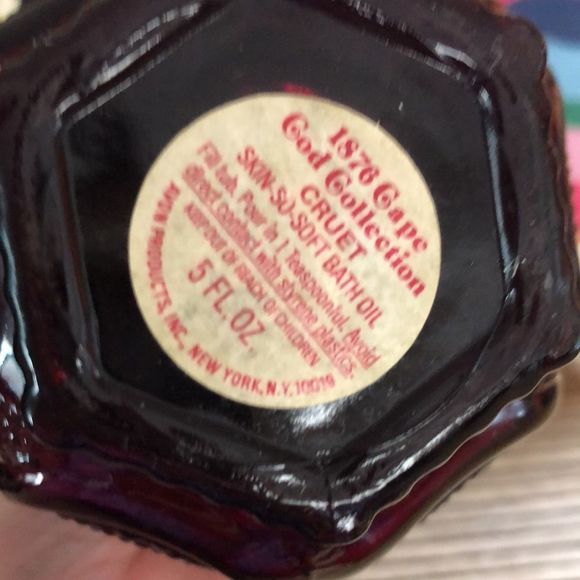 1876 Cape
Cod Collection
CRUET
SKIN-SO-SOFT BATH OIL
Fill tub. Pour in 1 Teaspoonful. Avoid
direct contact with styrene plastics.
KEEP OUT OF REACH OF CHILDREN
5 FL. OZ.
AVON PRODUCTS, INC., NEW YORK, N.Y. 10019